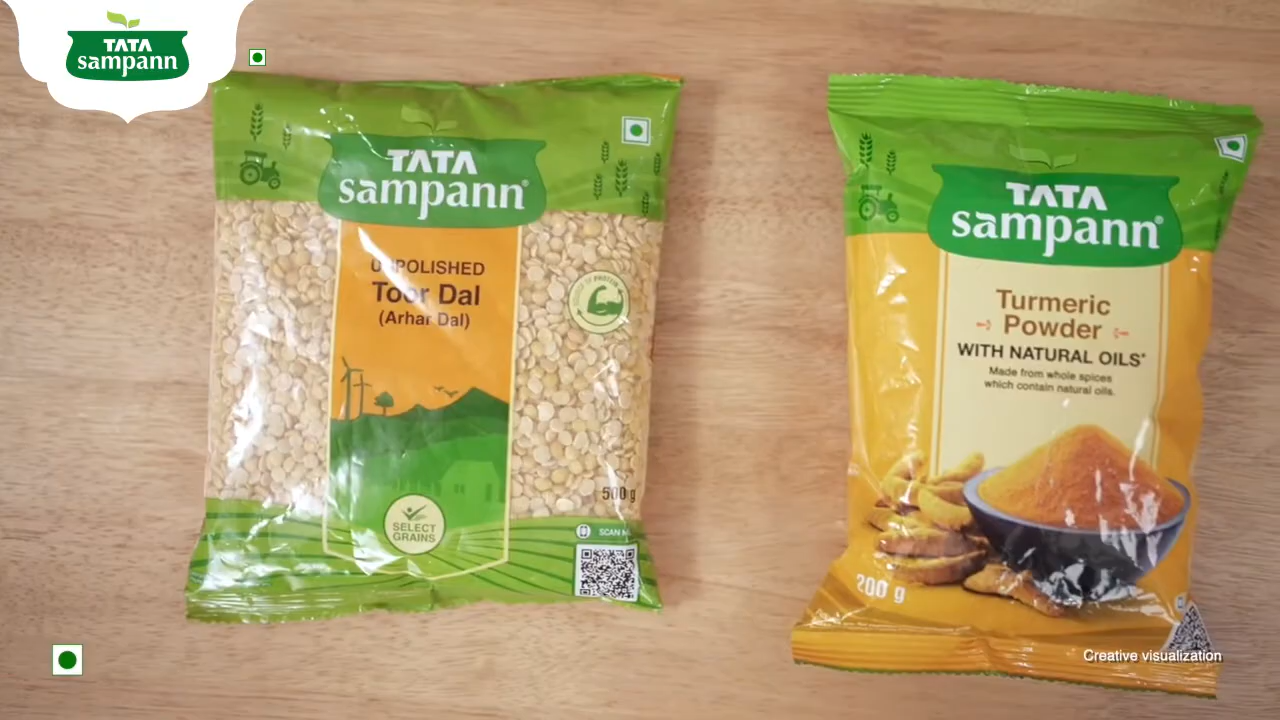 TATA
sampann
TATA
sampann
UNPOLISHED
Toor Dal
(Arhar Dal)
500 g
SELECT
GRAINS
SCAN
TATA
sampann
Turmeric
Powder
WITH NATURAL OILS*
Made from whole spices
which contain natural oils.
200 g
Creative visualization